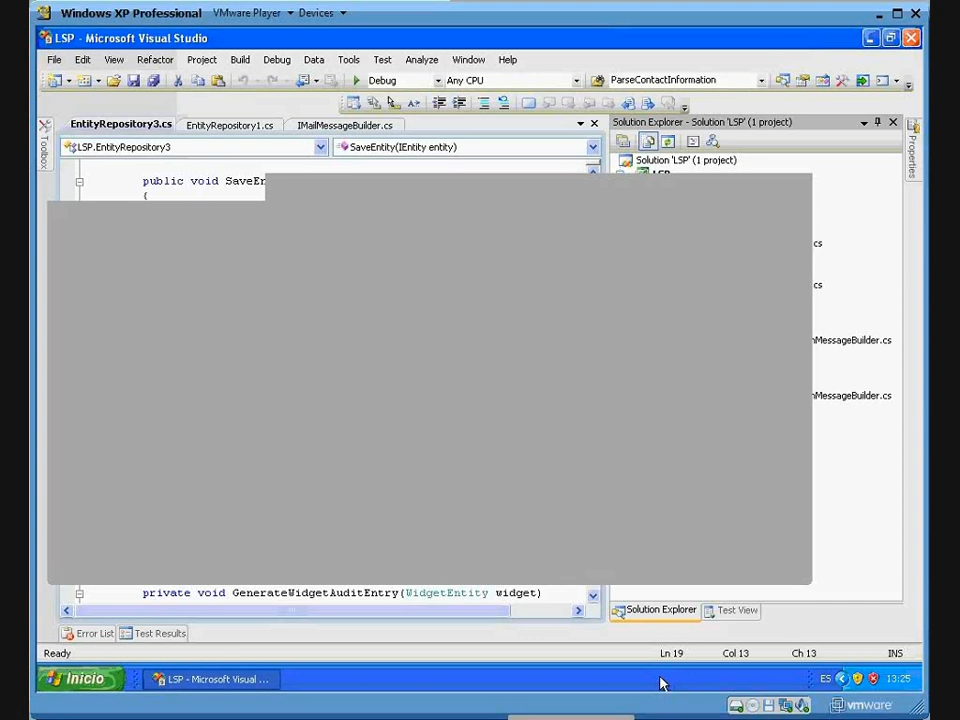 Windows XP Professional VMware Player Devices
LSP - Microsoft Visual Studio
File Edit View Refactor Project Build Debug Data Tools Test Analyze Window Help
Debug Any CPU ParseContactInformation
EntityRepository3.cs EntityRepository1.cs IMailMessageBuilder.cs
Solution Explorer - Solution 'LSP' (1 project)
Toolbox
Properties
LSP.EntityRepository3 SaveEntity(IEntity entity)
Solution 'LSP' (1 project)
public void SaveEn
{
cs
cs
MessageBuilder.cs
MessageBuilder.cs
private void GenerateWidgetAuditEntry(WidgetEntity widget)
Solution Explorer Test View
Error List Test Results
Ready Ln 19 Col 13 Ch 13 INS
Inicio LSP - Microsoft Visual ... ES 13:25
vmware